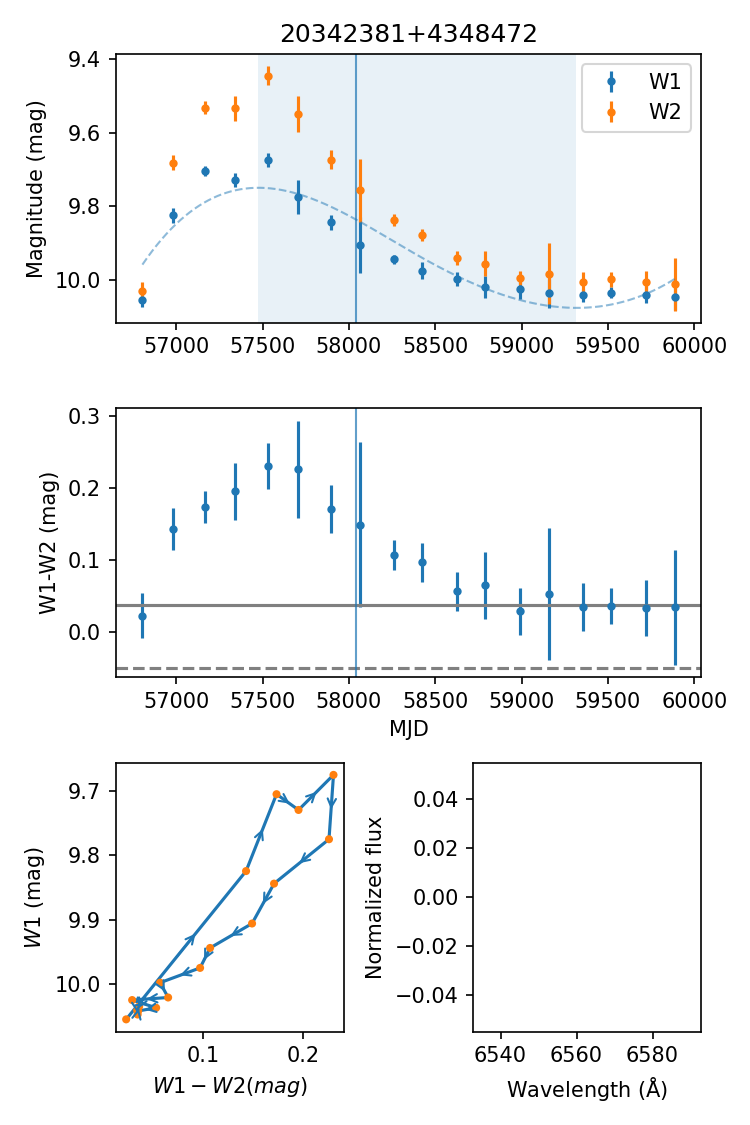 20342381+4348472
Magnitude (mag)
9.4
9.6
9.8
10.0
W1
W2
57000 57500 58000 58500 59000 59500 60000
W1-W2 (mag)
0.3
0.2
0.1
0.0
57000 57500 58000 58500 59000 59500 60000
MJD
W1 (mag)
9.7
9.8
9.9
10.0
0.1 0.2
W1 − W2(mag)
Normalized flux
0.04
0.02
0.00
−0.02
−0.04
6540 6560 6580
Wavelength (Å)